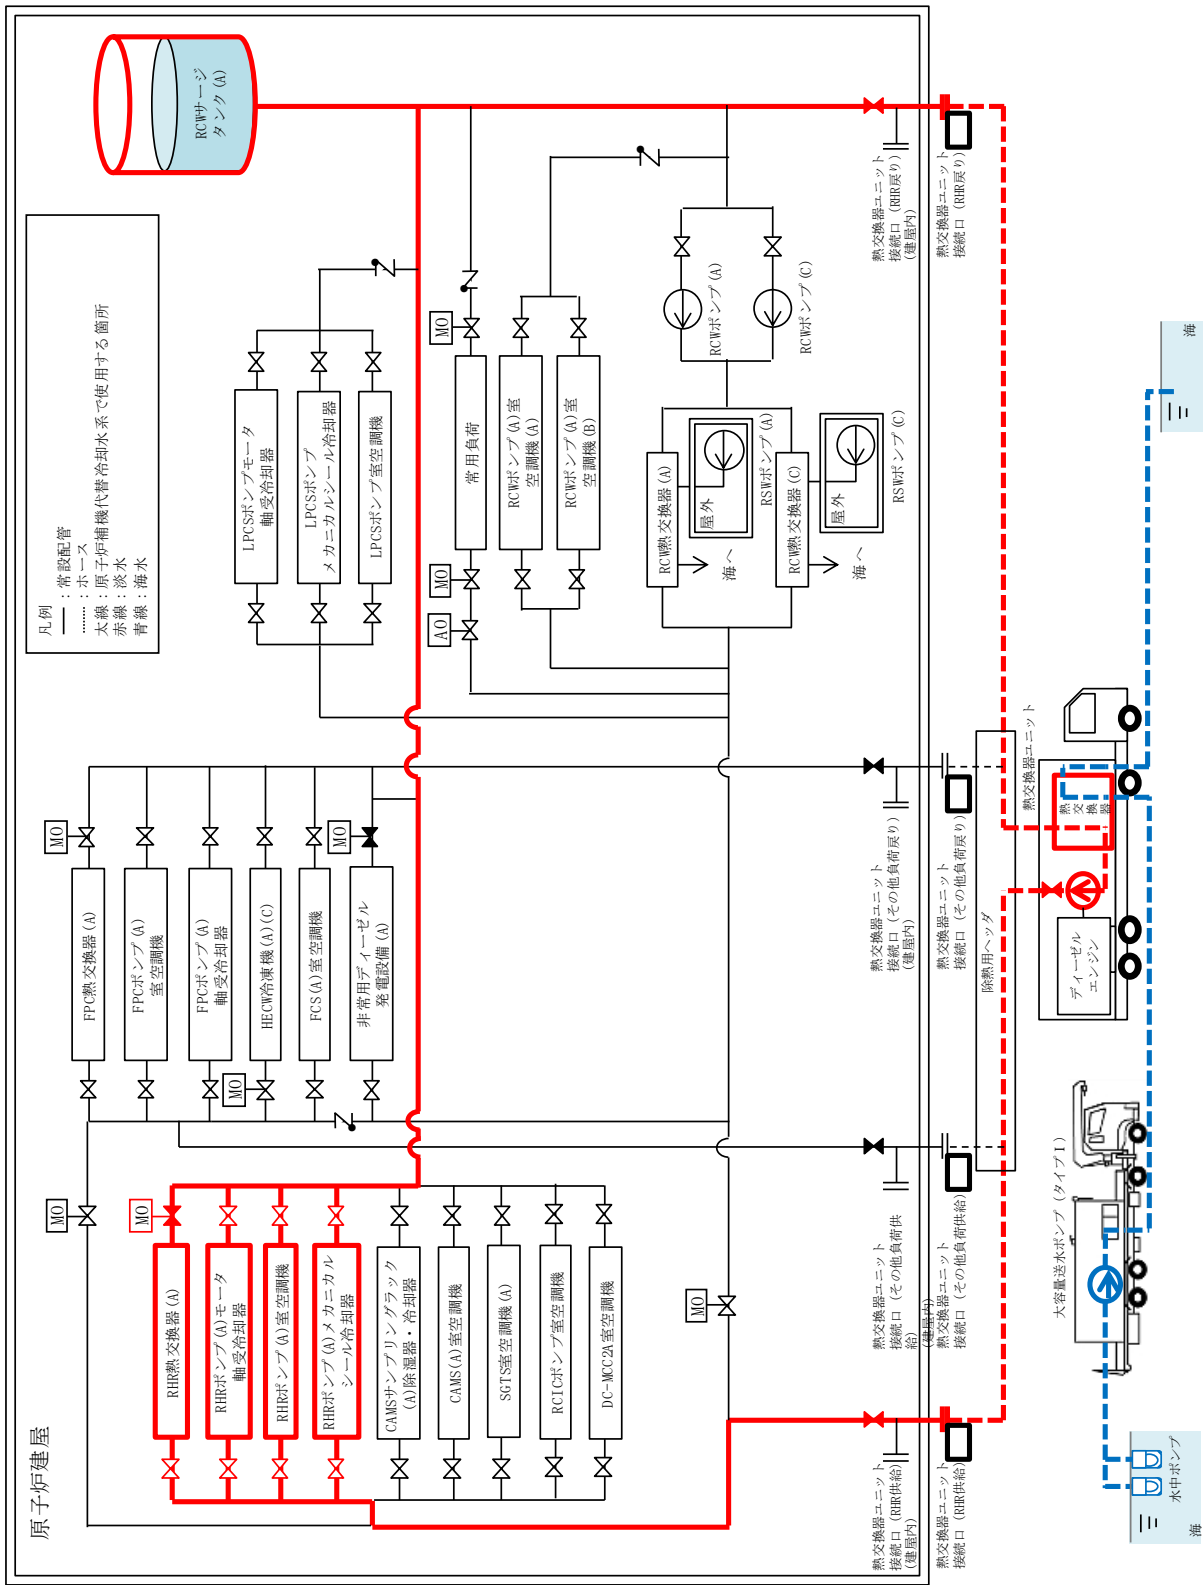 原子炉建屋
凡例
━━ : 常設配管
┅┅ : ホース
太線 : 原子炉補機代替冷却水系で使用する箇所
赤線 : 淡水
青線 : 海水
RCWサージ
タンク(A)
MO
MO
RHR熱交換器(A)
RHRポンプ(A)モータ
軸受冷却器
RHRポンプ(A)室空調機
RHRポンプ(A)メカニカル
シール冷却器
CAMSサンプリングラック
(A)除湿器・冷却器
CAMS(A)室空調機
SGTS室空調機(A)
RCICポンプ室空調機
DC-MCC2A室空調機
MO
MO
FPC熱交換器(A)
FPCポンプ(A)
室空調機
FPCポンプ(A)
軸受冷却器
MO
HECW冷凍機(A)(C)
FCS(A)室空調機
MO
非常用ディーゼル
発電設備(A)
LPCSポンプモータ
軸受冷却器
LPCSポンプ
メカニカルシール冷却器
LPCSポンプ室空調機
AO
MO
常用負荷
MO
RCWポンプ(A)室
空調機(A)
RCWポンプ(A)室
空調機(B)
RCW熱交換器(A)
海へ
屋外
RSWポンプ(A)
RCW熱交換器(C)
海へ
屋外
RSWポンプ(C)
RCWポンプ(A)
RCWポンプ(C)
熱交換器ユニット
接続口(RHR供給)
(建屋内)
熱交換器ユニット
接続口(RHR供給)
熱交換器ユニット
接続口(その他負荷供
給)
(建屋内)
熱交換器ユニット
接続口(その他負荷供給)
熱交換器ユニット
接続口(その他負荷戻り)
(建屋内)
熱交換器ユニット
接続口(その他負荷戻り)
熱交換器ユニット
接続口(RHR戻り)
(建屋内)
熱交換器ユニット
接続口(RHR戻り)
除熱用ヘッダ
熱交換器ユニット
熱交換器
ディーゼル
エンジン
大容量送水ポンプ(タイプⅠ)
水中ポンプ
海
海